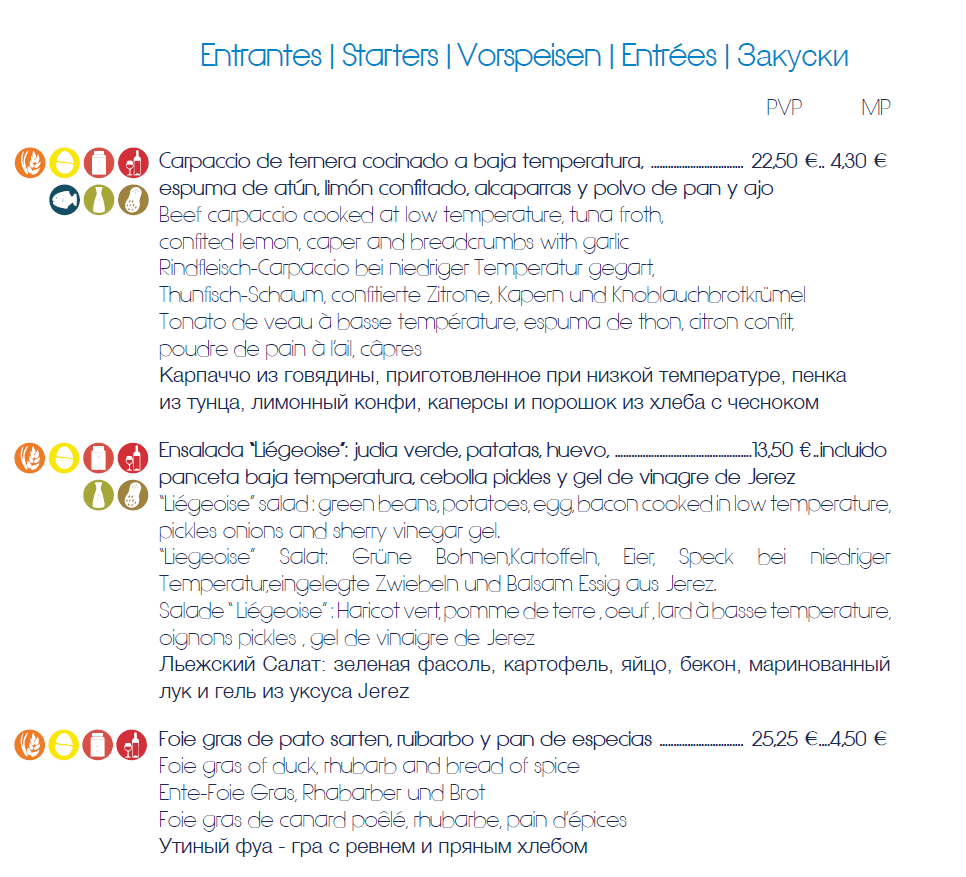 Entrantes | Starters | Vorspeisen | Entrées | Закуски
PVP MP
Carpaccio de ternera cocinado a baja temperatura, ................................ 22,50 €.. 4,30 €
espuma de atún, limón confitado, alcaparras y polvo de pan y ajo
Beef carpaccio cooked at low temperature, tuna froth,
confited lemon, caper and breadcrumbs with garlic
Rindfleisch-Carpaccio bei niedriger Temperatur gegart,
Thunfisch-Schaum, confitierte Zitrone, Kapern und Knoblauchbrotkrümel
Tonato de veau à basse température, espuma de thon, citron confit,
poudre de pain à l'ail, câpres
Карпаччо из говядины, приготовленное при низкой температуре, пенка
из тунца, лимонный конфи, каперсы и порошок из хлеба с чесноком
Ensalada “Liégeoise”: judia verde, patatas, huevo, ................................................13,50 €..incluido
panceta baja temperatura, cebolla pickles y gel de vinagre de Jerez
“Liégeoise” salad : green beans, potatoes, egg, bacon cooked in low temperature,
pickles onions and sherry vinegar gel.
“Liegeoise” Salat: Grüne Bohnen,Kartoffeln, Eier, Speck bei niedriger
Temperatur,eingelegte Zwiebeln und Balsam Essig aus Jerez.
Salade “ Liégeoise” : Haricot vert, pomme de terre , oeuf , lard à basse temperature,
oignons pickles , gel de vinaigre de Jerez
Льежский Салат: зеленая фасоль, картофель, яйцо, бекон, маринованный
лук и гель из уксуса Jerez
Foie gras de pato sarten, ruibarbo y pan de especias ............................. 25,25 €....4,50 €
Foie gras of duck, rhubarb and bread of spice
Ente-Foie Gras, Rhabarber und Brot
Foie gras de canard poêlé, rhubarbe, pain d'épices
Утиный фуа - гра с ревнем и пряным хлебом